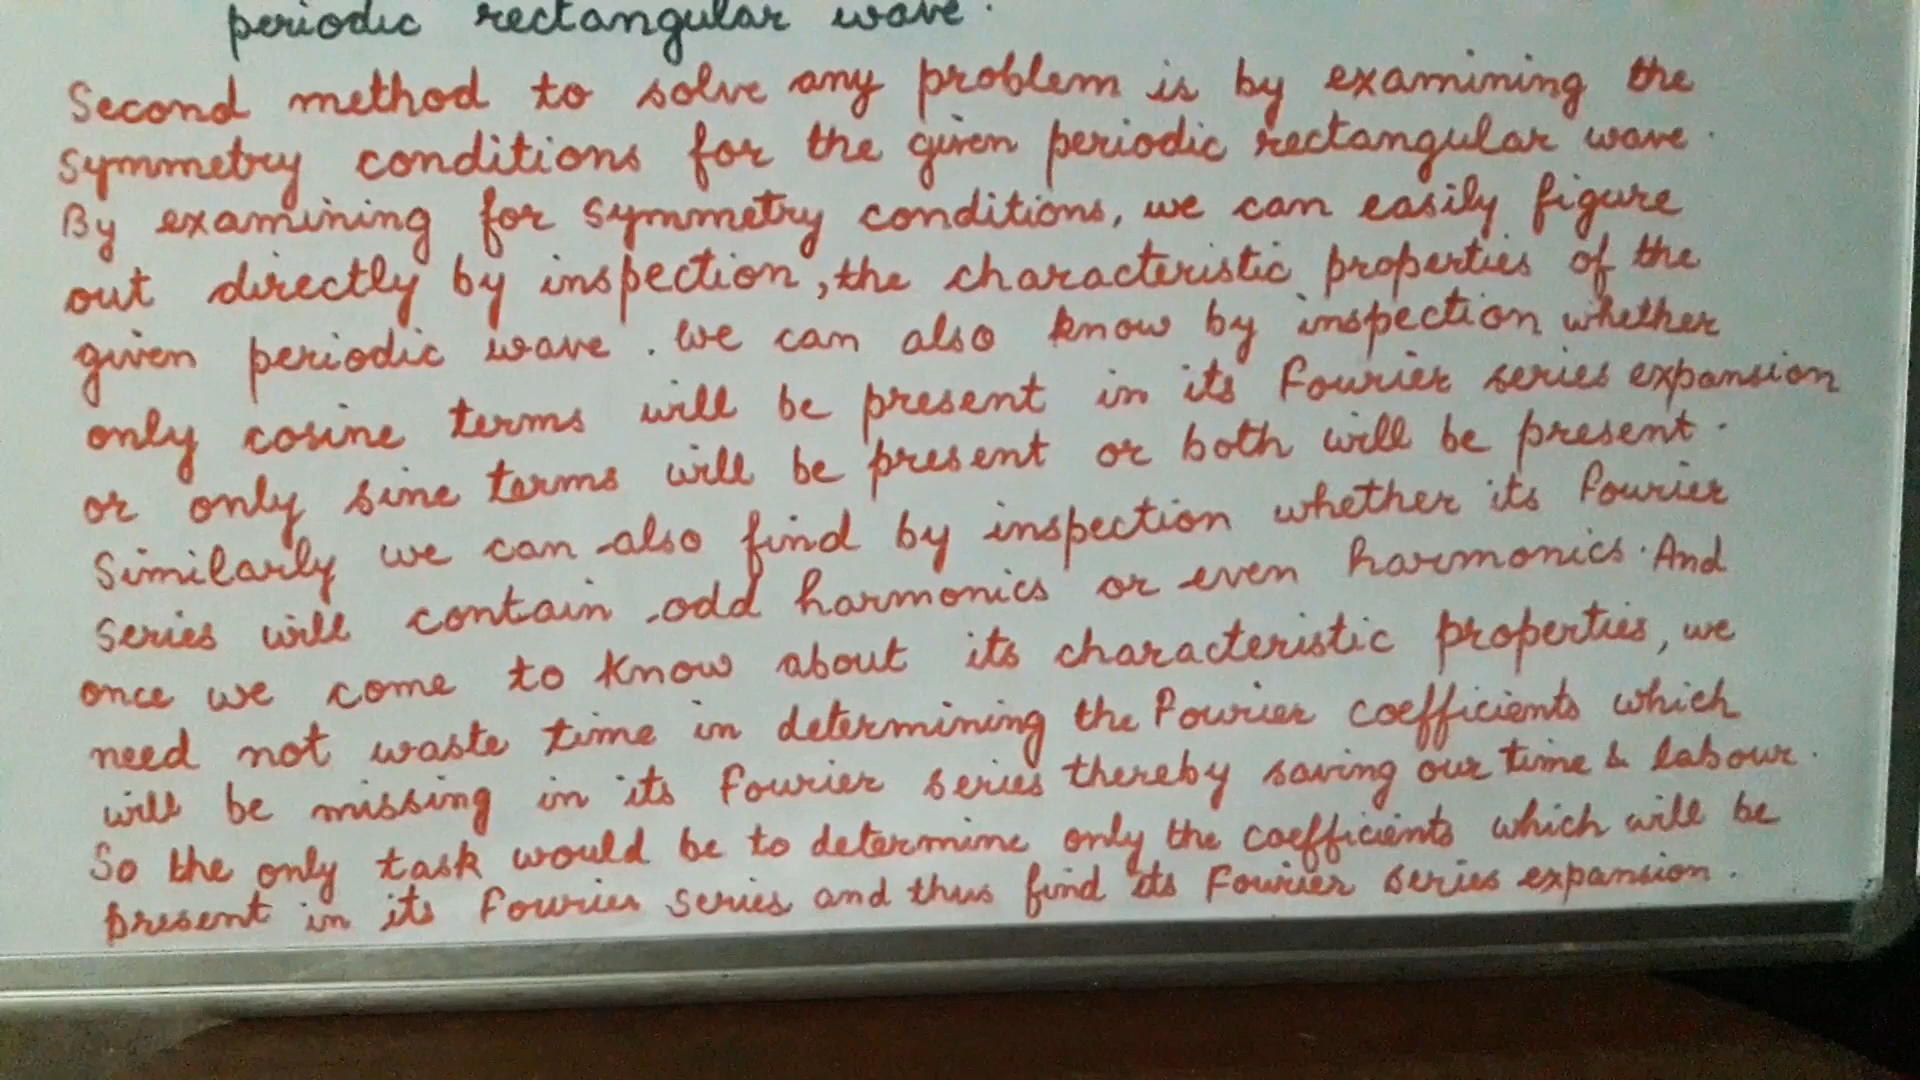 periodic rectangular wave.
Second method to solve any problem is by examining the
symmetry conditions for the given periodic rectangular wave.
By examining for symmetry conditions, we can easily figure
out directly by inspection, the characteristic properties of the
given periodic wave. We can also know by inspection whether
only cosine terms will be present in its Fourier series expansion
or only sine terms will be present or both will be present.
Similarly we can also find by inspection whether its Fourier
series will contain odd harmonics or even harmonics. And
once we come to know about its characteristic properties, we
need not waste time in determining the Fourier coefficients which
will be missing in its Fourier series thereby saving our time & labour.
So the only task would be to determine only the coefficients which will be
present in its Fourier series and thus find its Fourier series expansion.